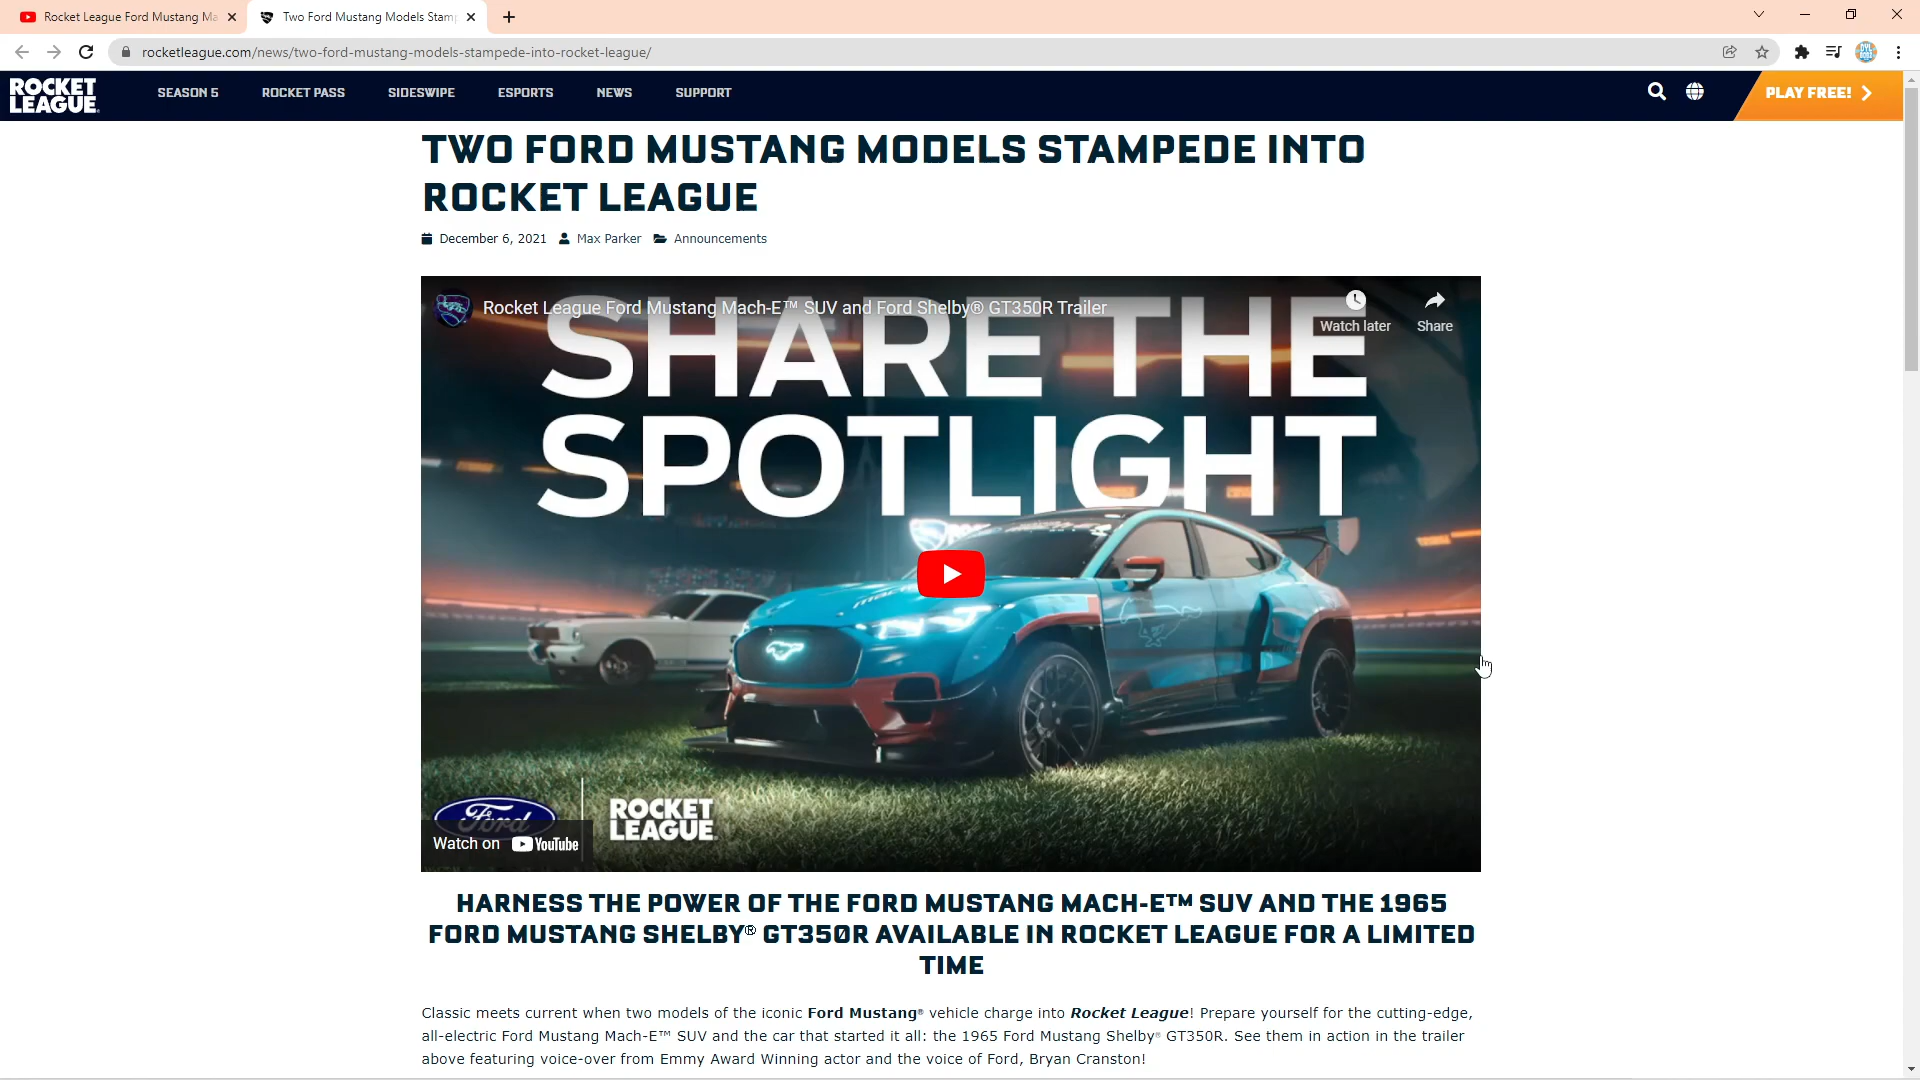 Rocket League Ford Mustang Ma
Two Ford Mustang Models Stamp
rocketleague.com/news/two-ford-mustang-models-stampede-into-rocket-league/
ROCKET
LEAGUE
SEASON 5
ROCKET PASS
SIDESWIPE
ESPORTS
NEWS
SUPPORT
PLAY FREE!
TWO FORD MUSTANG MODELS STAMPEDE INTO
ROCKET LEAGUE
December 6, 2021 Max Parker Announcements
Rocket League Ford Mustang Mach-E™ SUV and Ford Shelby® GT350R Trailer
Watch later
Share
SHARE THE
SPOTLIGHT
Ford
ROCKET
LEAGUE
Watch on YouTube
HARNESS THE POWER OF THE FORD MUSTANG MACH-E™ SUV AND THE 1965
FORD MUSTANG SHELBY® GT350R AVAILABLE IN ROCKET LEAGUE FOR A LIMITED
TIME
Classic meets current when two models of the iconic Ford Mustang® vehicle charge into Rocket League! Prepare yourself for the cutting-edge,
all-electric Ford Mustang Mach-E™ SUV and the car that started it all: the 1965 Ford Mustang Shelby® GT350R. See them in action in the trailer
above featuring voice-over from Emmy Award Winning actor and the voice of Ford, Bryan Cranston!